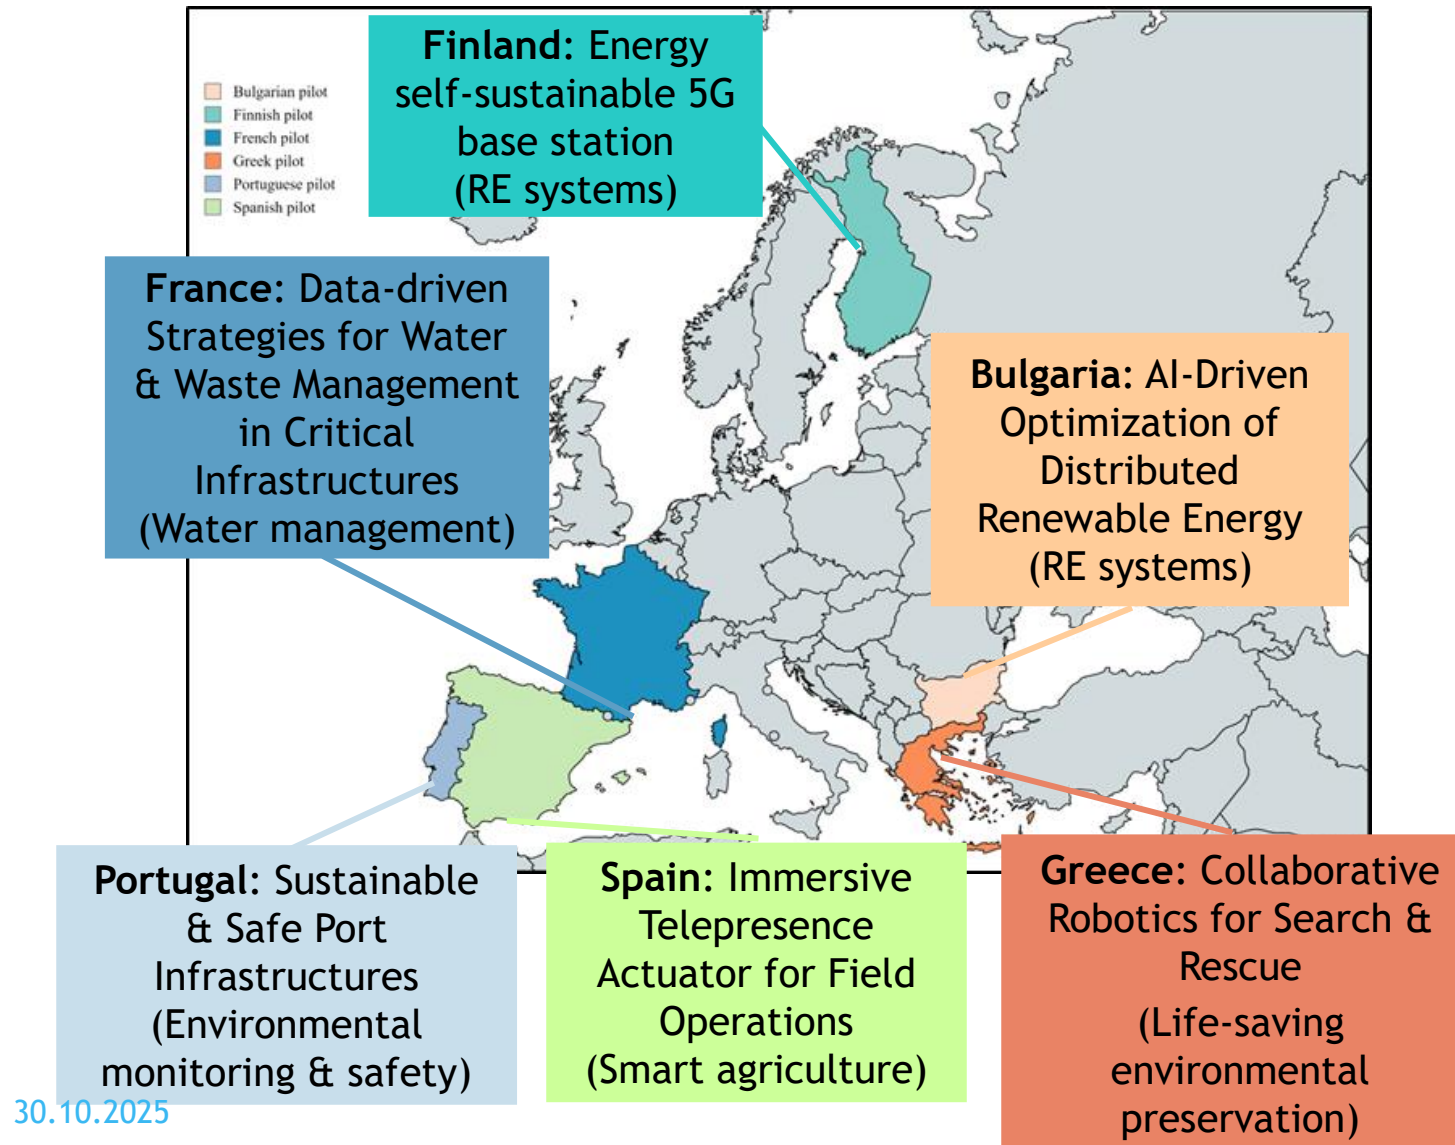 Finland: Energy
self-sustainable 5G
base station
(RE systems)
Bulgarian pilot
Finnish pilot
French pilot
Greek pilot
Portuguese pilot
Spanish pilot
France: Data-driven
Strategies for Water
& Waste Management
in Critical
Infrastructures
(Water management)
Bulgaria: AI-Driven
Optimization of
Distributed
Renewable Energy
(RE systems)
Portugal: Sustainable
& Safe Port
Infrastructures
(Environmental
monitoring & safety)
Spain: Immersive
Telepresence
Actuator for Field
Operations
(Smart agriculture)
Greece: Collaborative
Robotics for Search &
Rescue
(Life-saving
environmental
preservation)
30.10.2025